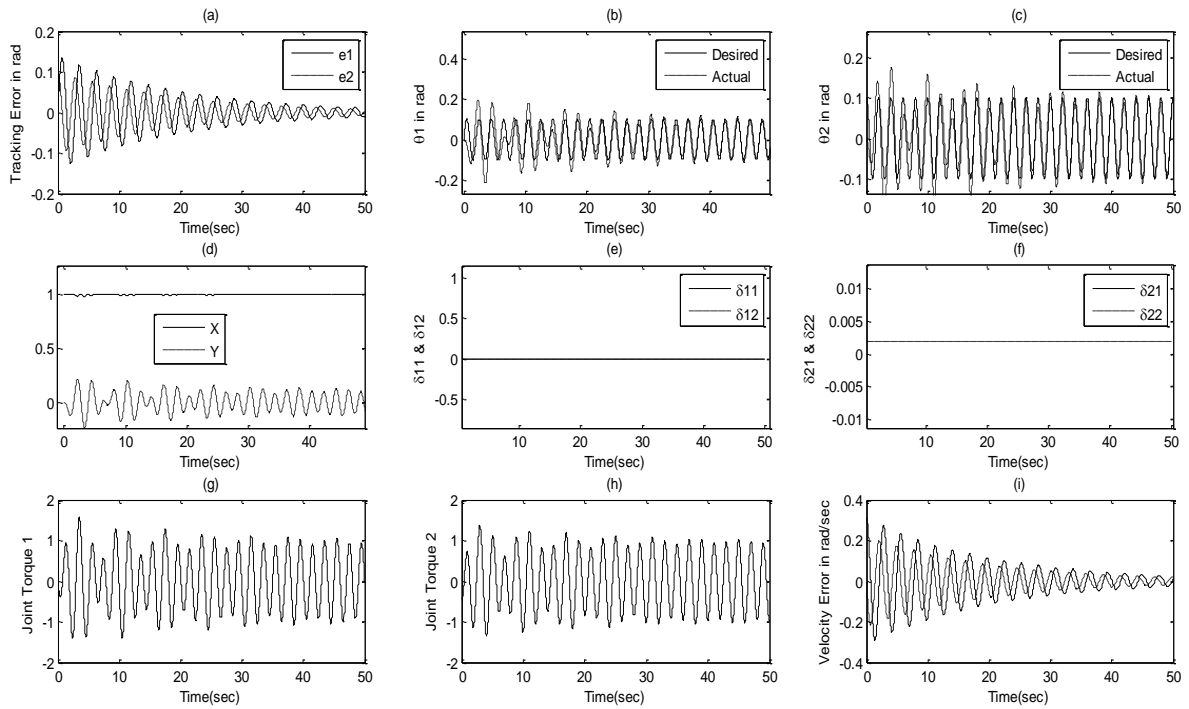 (a)
0.2
0.1
0
-0.1
-0.2
Tracking Error in rad
e1
e2
0 10 20 30 40 50
Time(sec)
(b)
0.4
0.2
0
-0.2
θ1 in rad
Desired
Actual
0 10 20 30 40
Time(sec)
(c)
0.2
0.1
0
-0.1
θ2 in rad
Desired
Actual
0 10 20 30 40 50
Time(sec)
(d)
1
0.5
0
X
Y
0 10 20 30 40
Time(sec)
(e)
1
0.5
0
-0.5
δ11 & δ12
δ11
δ12
10 20 30 40 50
Time(sec)
(f)
0.01
0.005
0
-0.005
-0.01
δ21 & δ22
δ21
δ22
10 20 30 40 50
Time(sec)
(g)
2
1
0
-1
-2
Joint Torque 1
0 10 20 30 40 50
Time(sec)
(h)
2
1
0
-1
-2
Joint Torque 2
0 10 20 30 40 50
Time(sec)
(i)
0.4
0.2
0
-0.2
-0.4
Velocity Error in rad/sec
0 10 20 30 40 50
Time(sec)